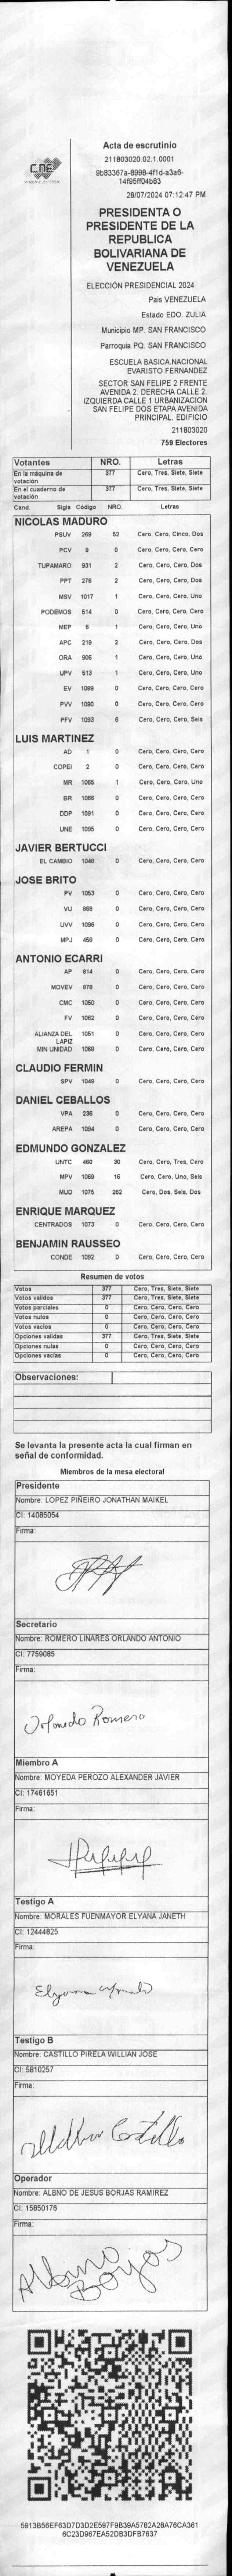 CNE
Acta de escrutinio
211803020.02.1.0001
9b83367a-8998-4f1d-a3a6-
14f95ff04b83
28/07/2024 07:12:47 PM
PRESIDENTA O
PRESIDENTE DE LA
REPUBLICA
BOLIVARIANA DE
VENEZUELA
ELECCIÓN PRESIDENCIAL 2024
Pais VENEZUELA
Estado EDO. ZULIA
Municipio MP. SAN FRANCISCO
Parroquia PQ. SAN FRANCISCO
ESCUELA BASICA NACIONAL
EVARISTO FERNANDEZ
SECTOR SAN FELIPE 2 FRENTE
AVENIDA 2. DERECHA CALLE 2.
IZQUIERDA CALLE 1 URBANIZACION
SAN FELIPE DOS ETAPA AVENIDA
PRINCIPAL. EDIFICIO
211803020
759 Electores
Votantes NRO. Letras
En la máquina de votación 377 Cero, Tres, Siete, Siete
En el cuaderno de votación 377 Cero, Tres, Siete, Siete
Cand. Sigla Código NRO. Letras
NICOLAS MADURO
PSUV 269 52 Cero, Cero, Cinco, Dos
PCV 9 0 Cero, Cero, Cero, Cero
TUPAMARO 931 2 Cero, Cero, Cero, Dos
PPT 276 2 Cero, Cero, Cero, Dos
MSV 1017 1 Cero, Cero, Cero, Uno
PODEMOS 514 0 Cero, Cero, Cero, Cero
MEP 6 1 Cero, Cero, Cero, Uno
APC 219 2 Cero, Cero, Cero, Dos
ORA 906 1 Cero, Cero, Cero, Uno
UPV 513 1 Cero, Cero, Cero, Uno
EV 1089 0 Cero, Cero, Cero, Cero
PVV 1090 0 Cero, Cero, Cero, Cero
PFV 1093 6 Cero, Cero, Cero, Seis
LUIS MARTINEZ
AD 1 0 Cero, Cero, Cero, Cero
COPEI 2 0 Cero, Cero, Cero, Cero
MR 1065 1 Cero, Cero, Cero, Uno
BR 1066 0 Cero, Cero, Cero, Cero
DDP 1091 0 Cero, Cero, Cero, Cero
UNE 1095 0 Cero, Cero, Cero, Cero
JAVIER BERTUCCI
EL CAMBIO 1048 0 Cero, Cero, Cero, Cero
JOSE BRITO
PV 1053 0 Cero, Cero, Cero, Cero
VU 868 0 Cero, Cero, Cero, Cero
UVV 1096 0 Cero, Cero, Cero, Cero
MPJ 458 0 Cero, Cero, Cero, Cero
ANTONIO ECARRI
AP 814 0 Cero, Cero, Cero, Cero
MOVEV 979 0 Cero, Cero, Cero, Cero
CMC 1050 0 Cero, Cero, Cero, Cero
FV 1062 0 Cero, Cero, Cero, Cero
ALIANZA DEL LAPIZ 1051 0 Cero, Cero, Cero, Cero
MIN UNIDAD 1068 0 Cero, Cero, Cero, Cero
CLAUDIO FERMIN
SPV 1049 0 Cero, Cero, Cero, Cero
DANIEL CEBALLOS
VPA 236 0 Cero, Cero, Cero, Cero
AREPA 1094 0 Cero, Cero, Cero, Cero
EDMUNDO GONZALEZ
UNTC 460 30 Cero, Cero, Tres, Cero
MPV 1069 16 Cero, Cero, Uno, Seis
MUD 1075 262 Cero, Dos, Seis, Dos
ENRIQUE MARQUEZ
CENTRADOS 1073 0 Cero, Cero, Cero, Cero
BENJAMIN RAUSSEO
CONDE 1092 0 Cero, Cero, Cero, Cero
Resumen de votos
Votos 377 Cero, Tres, Siete, Siete
Votos validos 377 Cero, Tres, Siete, Siete
Votos parciales 0 Cero, Cero, Cero, Cero
Votos nulos 0 Cero, Cero, Cero, Cero
Votos vacios 0 Cero, Cero, Cero, Cero
Opciones validas 377 Cero, Tres, Siete, Siete
Opciones nulas 0 Cero, Cero, Cero, Cero
Opciones vacias 0 Cero, Cero, Cero, Cero
Observaciones:
Se levanta la presente acta la cual firman en
señal de conformidad.
Miembros de la mesa electoral
Presidente
Nombre: LOPEZ PIÑEIRO JONATHAN MAIKEL
CI: 14085054
Firma:
Secretario
Nombre: ROMERO LINARES ORLANDO ANTONIO
CI: 7759085
Firma:
Orlando Romero
Miembro A
Nombre: MOYEDA PEROZO ALEXANDER JAVIER
CI: 17461651
Firma:
Testigo A
Nombre: MORALES FUENMAYOR ELYANA JANETH
CI: 12444825
Firma:
Testigo B
Nombre: CASTILLO PIRELA WILLIAN JOSE
CI: 5810257
Firma:
Operador
Nombre: ALBNO DE JESUS BORJAS RAMIREZ
CI: 15850176
Firma:
Albno
Borjas
5913B56EF63D7D3D2E597F9B39A5782A28A76CA361
6C23D967EA52DB3DFB7637